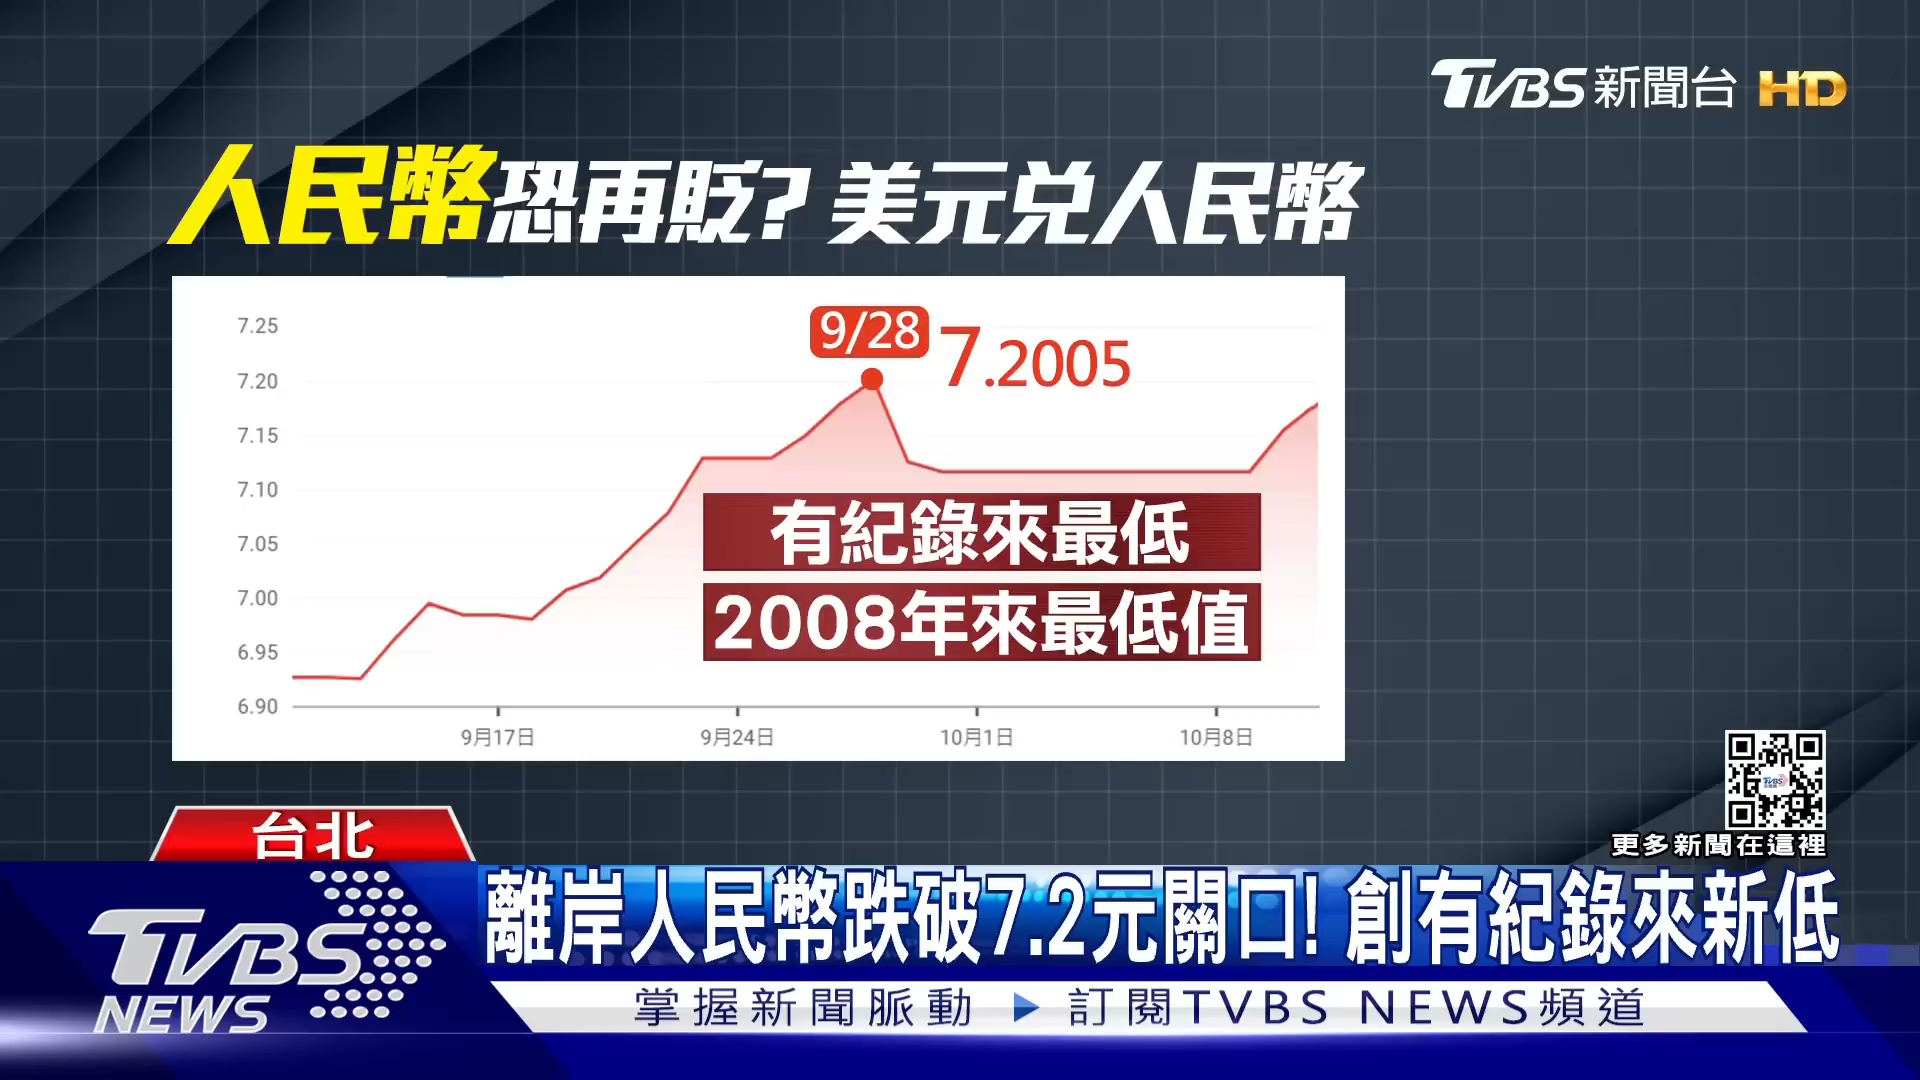 TVBS新聞台 HD
人民幣恐再貶? 美元兌人民幣
9/28 7.2005
7.25
7.20
7.15
7.10
7.05
7.00
6.95
6.90
有紀錄來最低
2008年來最低值
9月17日 9月24日 10月1日 10月8日
更多新聞在這裡
台北
離岸人民幣跌破7.2元關口! 創有紀錄來新低
TVBS
NEWS
掌握新聞脈動 ▶ 訂閱TVBS NEWS頻道